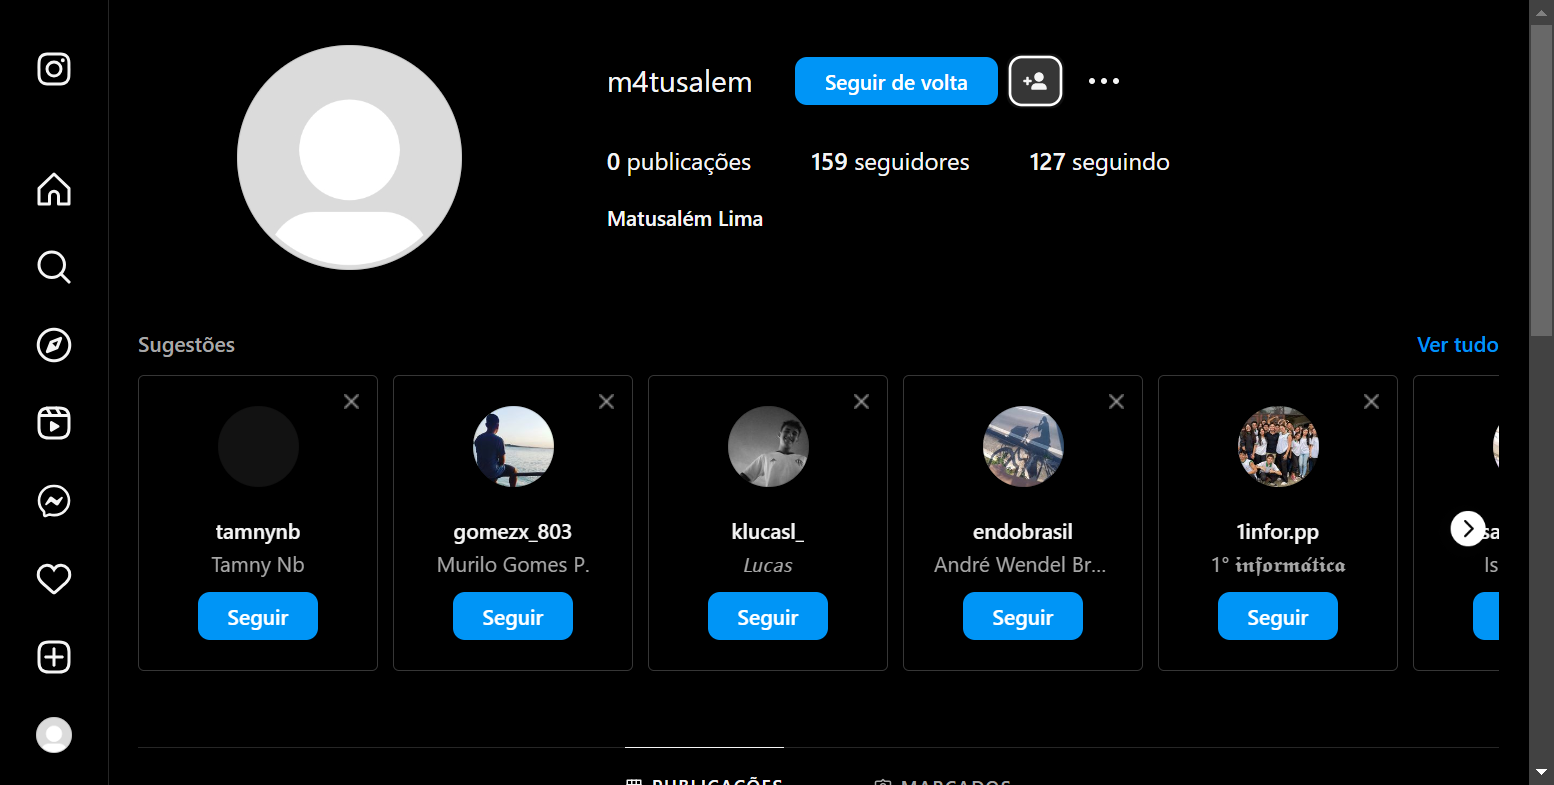 m4tusalem
Seguir de volta
0 publicações 159 seguidores 127 seguindo
Matusalém Lima
Sugestões
Ver tudo
tamnynb
Tamny Nb
Seguir
gomezx_803
Murilo Gomes P.
Seguir
klucasl_
Lucas
Seguir
endobrasil
André Wendel Br...
Seguir
1infor.pp
1° 𝖎𝖓𝖋𝖔𝖗𝖒á𝖙𝖎𝖈𝖆
Seguir
sa
Is
PUBLICAÇÕES
MARCADOS